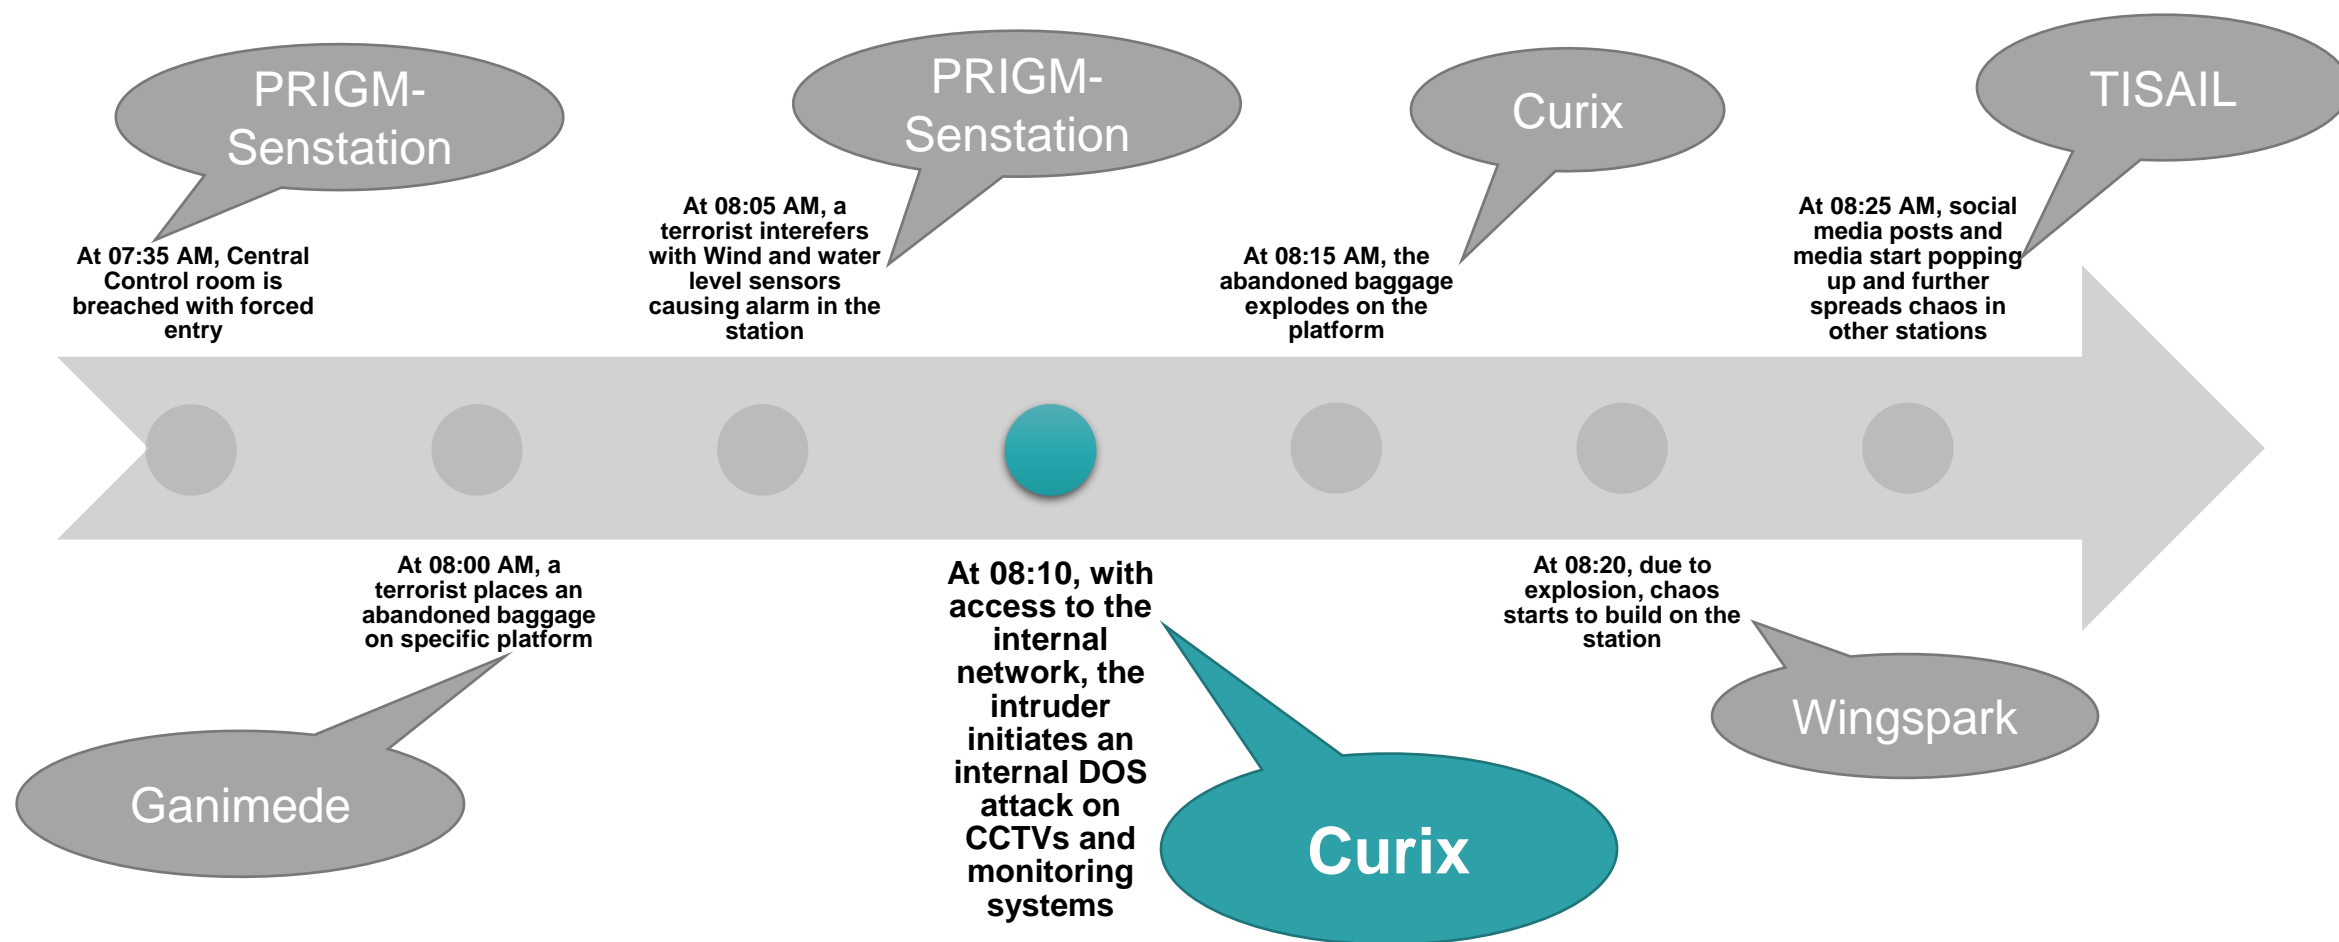 PRIGM-
Senstation
PRIGM-
Senstation
Curix
TISAIL
At 07:35 AM, Central
Control room is
breached with forced
entry
At 08:05 AM, a
terrorist interefers
with Wind and water
level sensors
causing alarm in the
station
At 08:15 AM, the
abandoned baggage
explodes on the
platform
At 08:25 AM, social
media posts and
media start popping
up and further
spreads chaos in
other stations
At 08:00 AM, a
terrorist places an
abandoned baggage
on specific platform
At 08:10, with
access to the
internal
network, the
intruder
initiates an
internal DOS
attack on
CCTVs and
monitoring
systems
At 08:20, due to
explosion, chaos
starts to build on the
station
Ganimede
Curix
Wingspark